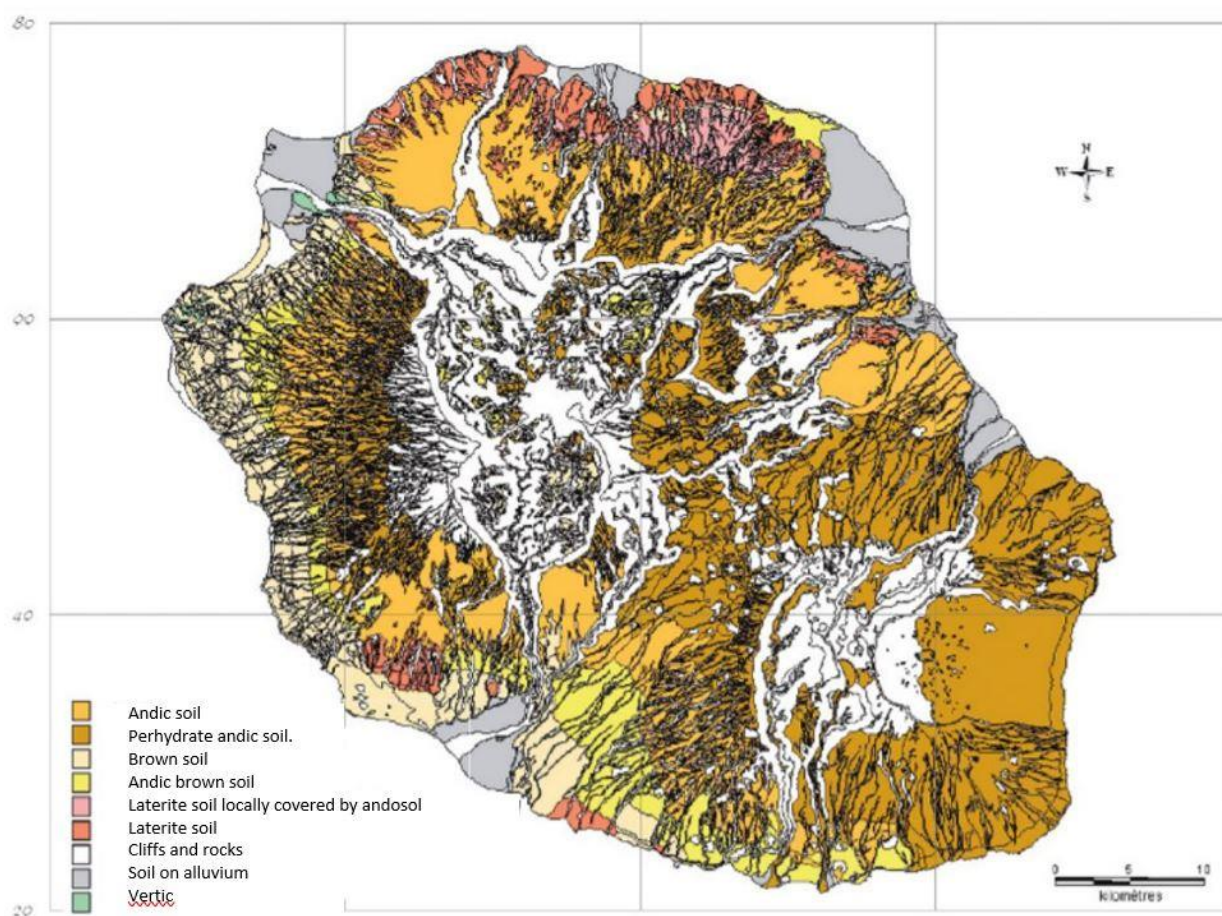 80
N
W E
S
60
40
Andic soil
Perhydrate andic soil.
Brown soil
Andic brown soil
Laterite soil locally covered by andosol
Laterite soil
Cliffs and rocks
Soil on alluvium
Vertic
0 5 10
kilomètres
20